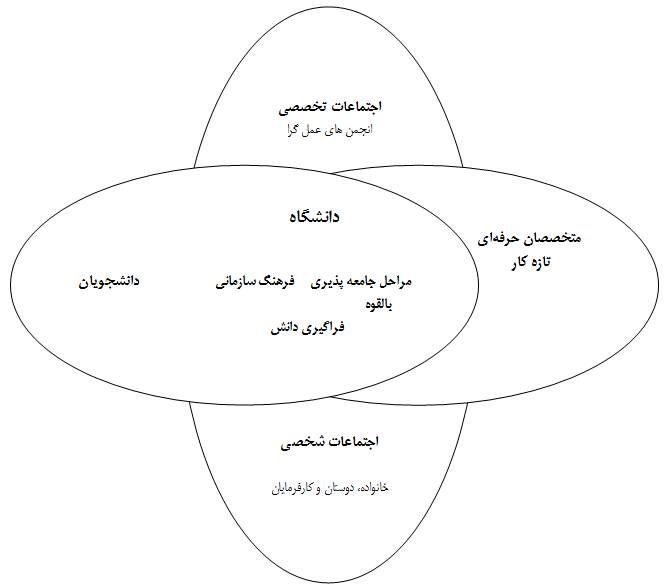 اجتماعات تخصصی
انجمن های عمل گرا
دانشگاه
متخصصان حرفه‌ای
تازه کار
مراحل جامعه پذیری
بالقوه
فرهنگ سازمانی
دانشجویان
فراگیری دانش
اجتماعات شخصی
خانواده، دوستان و کارفرمایان